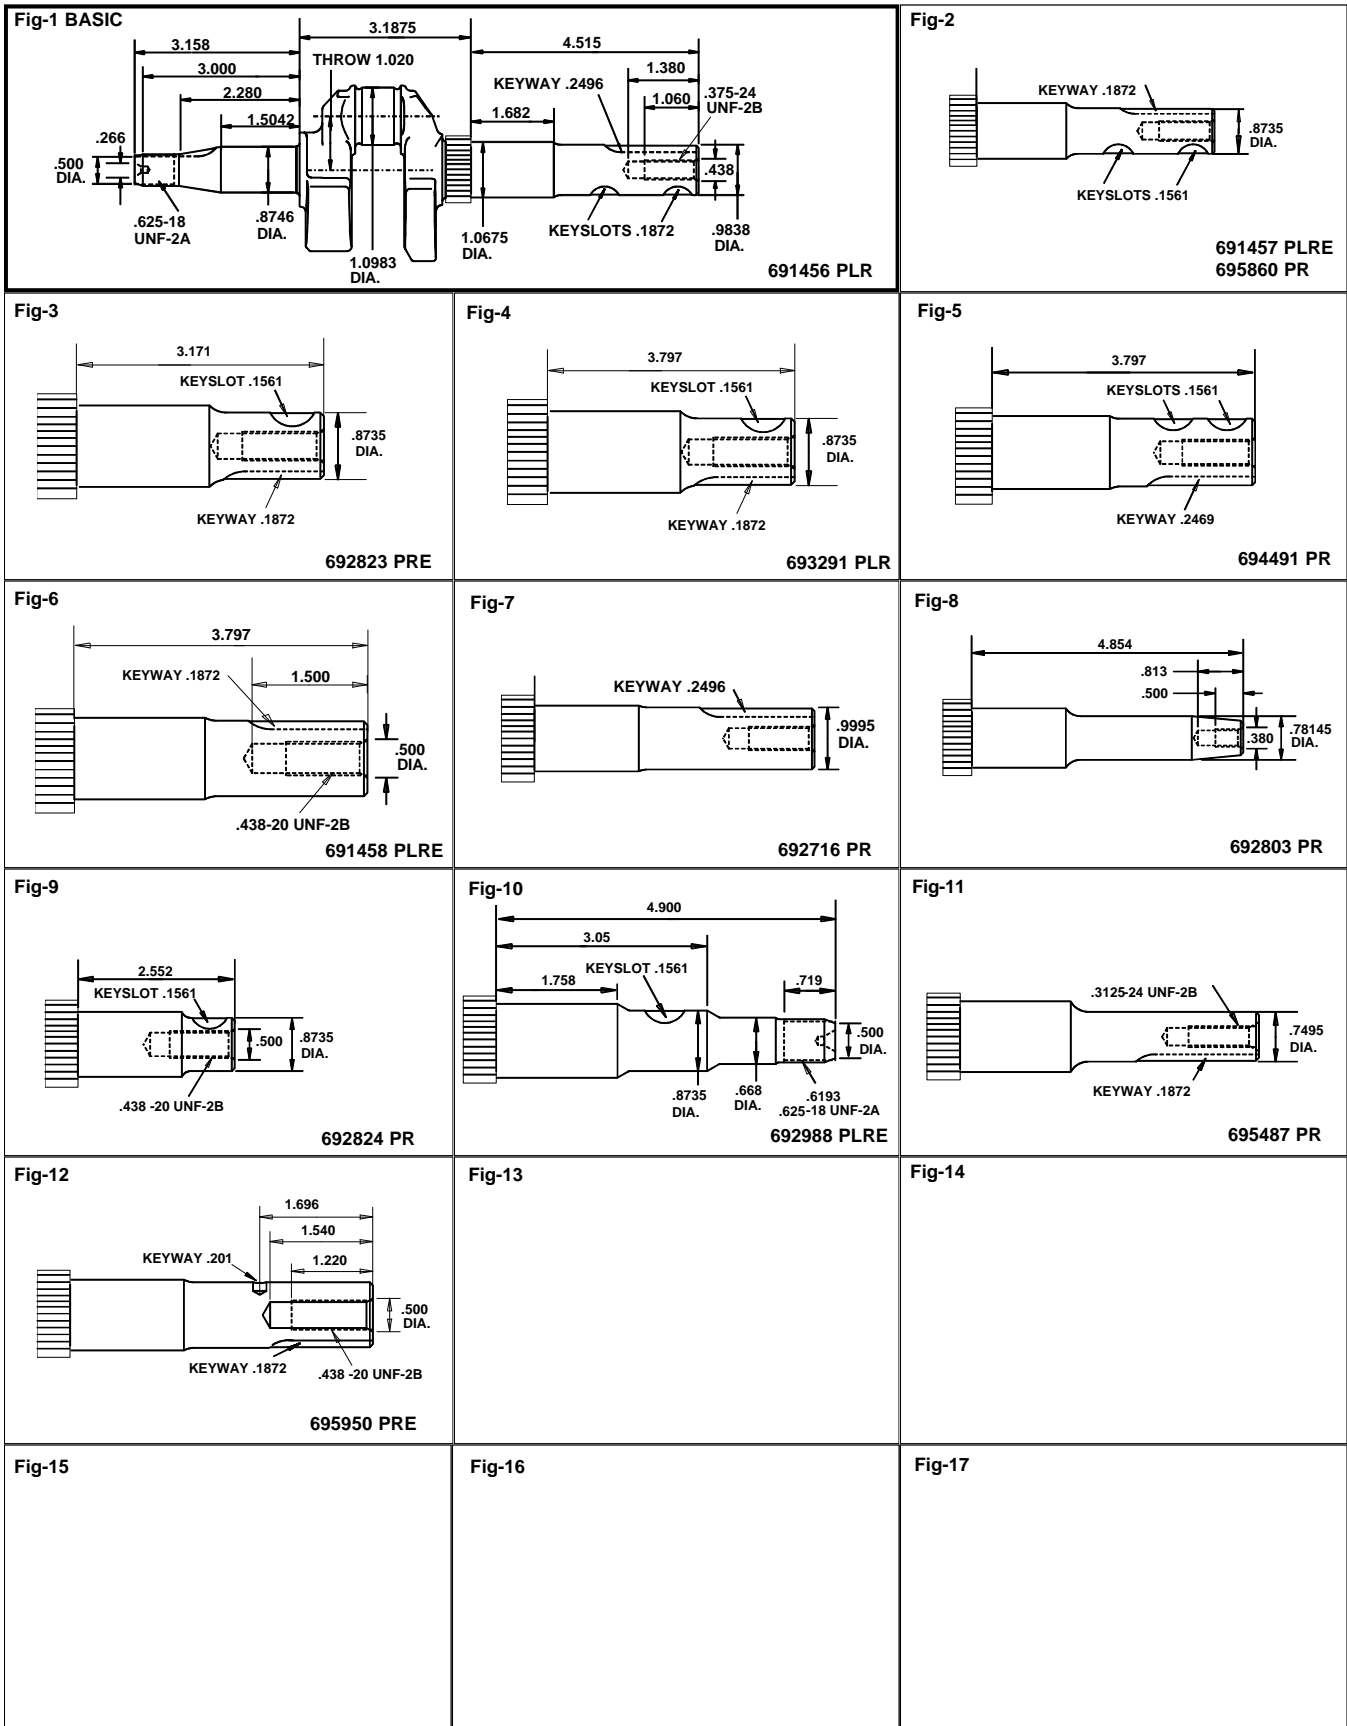 Fig-1 BASIC
3.1875
3.158
4.515
THROW 1.020
3.000
1.380
KEYWAY .2496
.375-24
UNF-2B
2.280
1.060
1.5042
1.682
.266
.500
DIA.
.438
.625-18
UNF-2A
.8746
DIA.
1.0983
DIA.
1.0675
DIA.
KEYSLOTS .1872
.9838
DIA.
691456 PLR
Fig-2
KEYWAY .1872
.8735
DIA.
KEYSLOTS .1561
691457 PLRE
695860 PR
Fig-3
3.171
KEYSLOT .1561
.8735
DIA.
KEYWAY .1872
692823 PRE
Fig-4
3.797
KEYSLOT .1561
.8735
DIA.
KEYWAY .1872
693291 PLR
Fig-5
3.797
KEYSLOTS .1561
KEYWAY .2469
694491 PR
Fig-6
3.797
KEYWAY .1872
1.500
.500
DIA.
.438-20 UNF-2B
691458 PLRE
Fig-7
KEYWAY .2496
.9995
DIA.
692716 PR
Fig-8
4.854
.813
.500
.380
.78145
DIA.
692803 PR
Fig-9
2.552
KEYSLOT .1561
.500
.8735
DIA.
.438 -20 UNF-2B
692824 PR
Fig-10
4.900
3.05
KEYSLOT .1561
1.758
.719
.500
DIA.
.8735
DIA.
.668
DIA.
.6193
.625-18 UNF-2A
692988 PLRE
Fig-11
.3125-24 UNF-2B
.7495
DIA.
KEYWAY .1872
695487 PR
Fig-12
1.696
1.540
KEYWAY .201
1.220
.500
DIA.
KEYWAY .1872
.438 -20 UNF-2B
695950 PRE
Fig-13
Fig-14
Fig-15
Fig-16
Fig-17